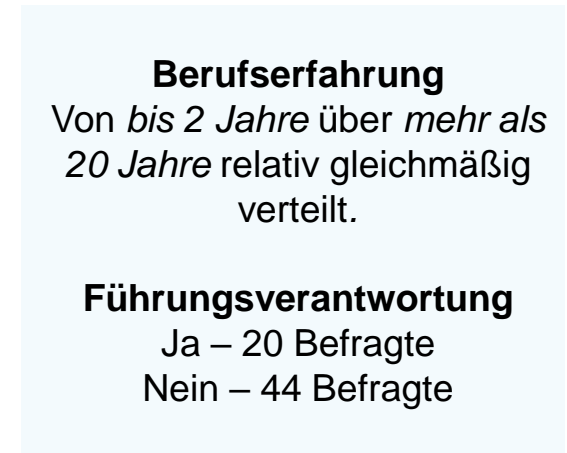 Berufserfahrung
Von bis 2 Jahre über mehr als
20 Jahre relativ gleichmäßig
verteilt.
Führungsverantwortung
Ja – 20 Befragte
Nein – 44 Befragte